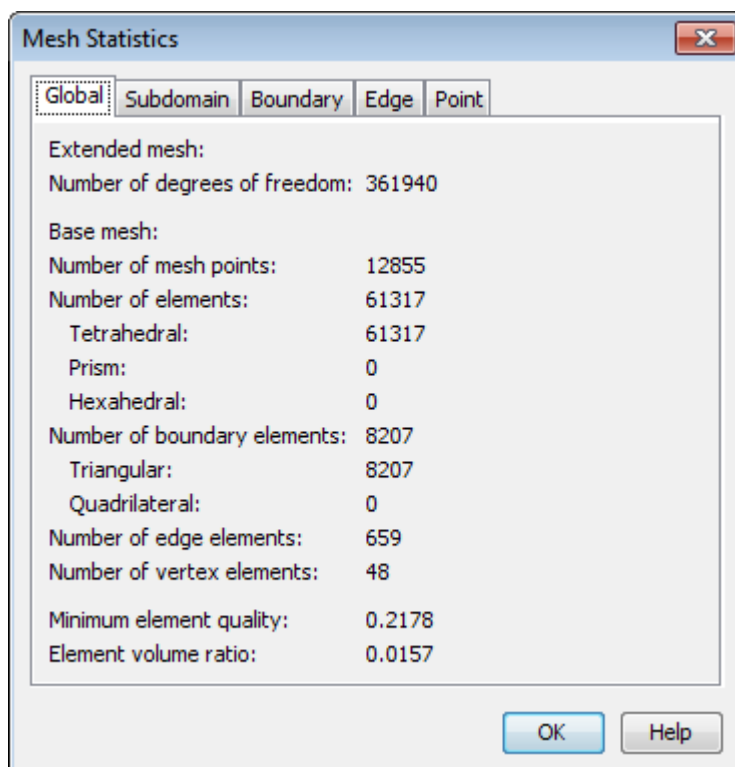 Mesh Statistics
Global Subdomain Boundary Edge Point
Extended mesh:
Number of degrees of freedom: 361940
Base mesh:
Number of mesh points: 12855
Number of elements: 61317
Tetrahedral: 61317
Prism: 0
Hexahedral: 0
Number of boundary elements: 8207
Triangular: 8207
Quadrilateral: 0
Number of edge elements: 659
Number of vertex elements: 48
Minimum element quality: 0.2178
Element volume ratio: 0.0157
OK Help